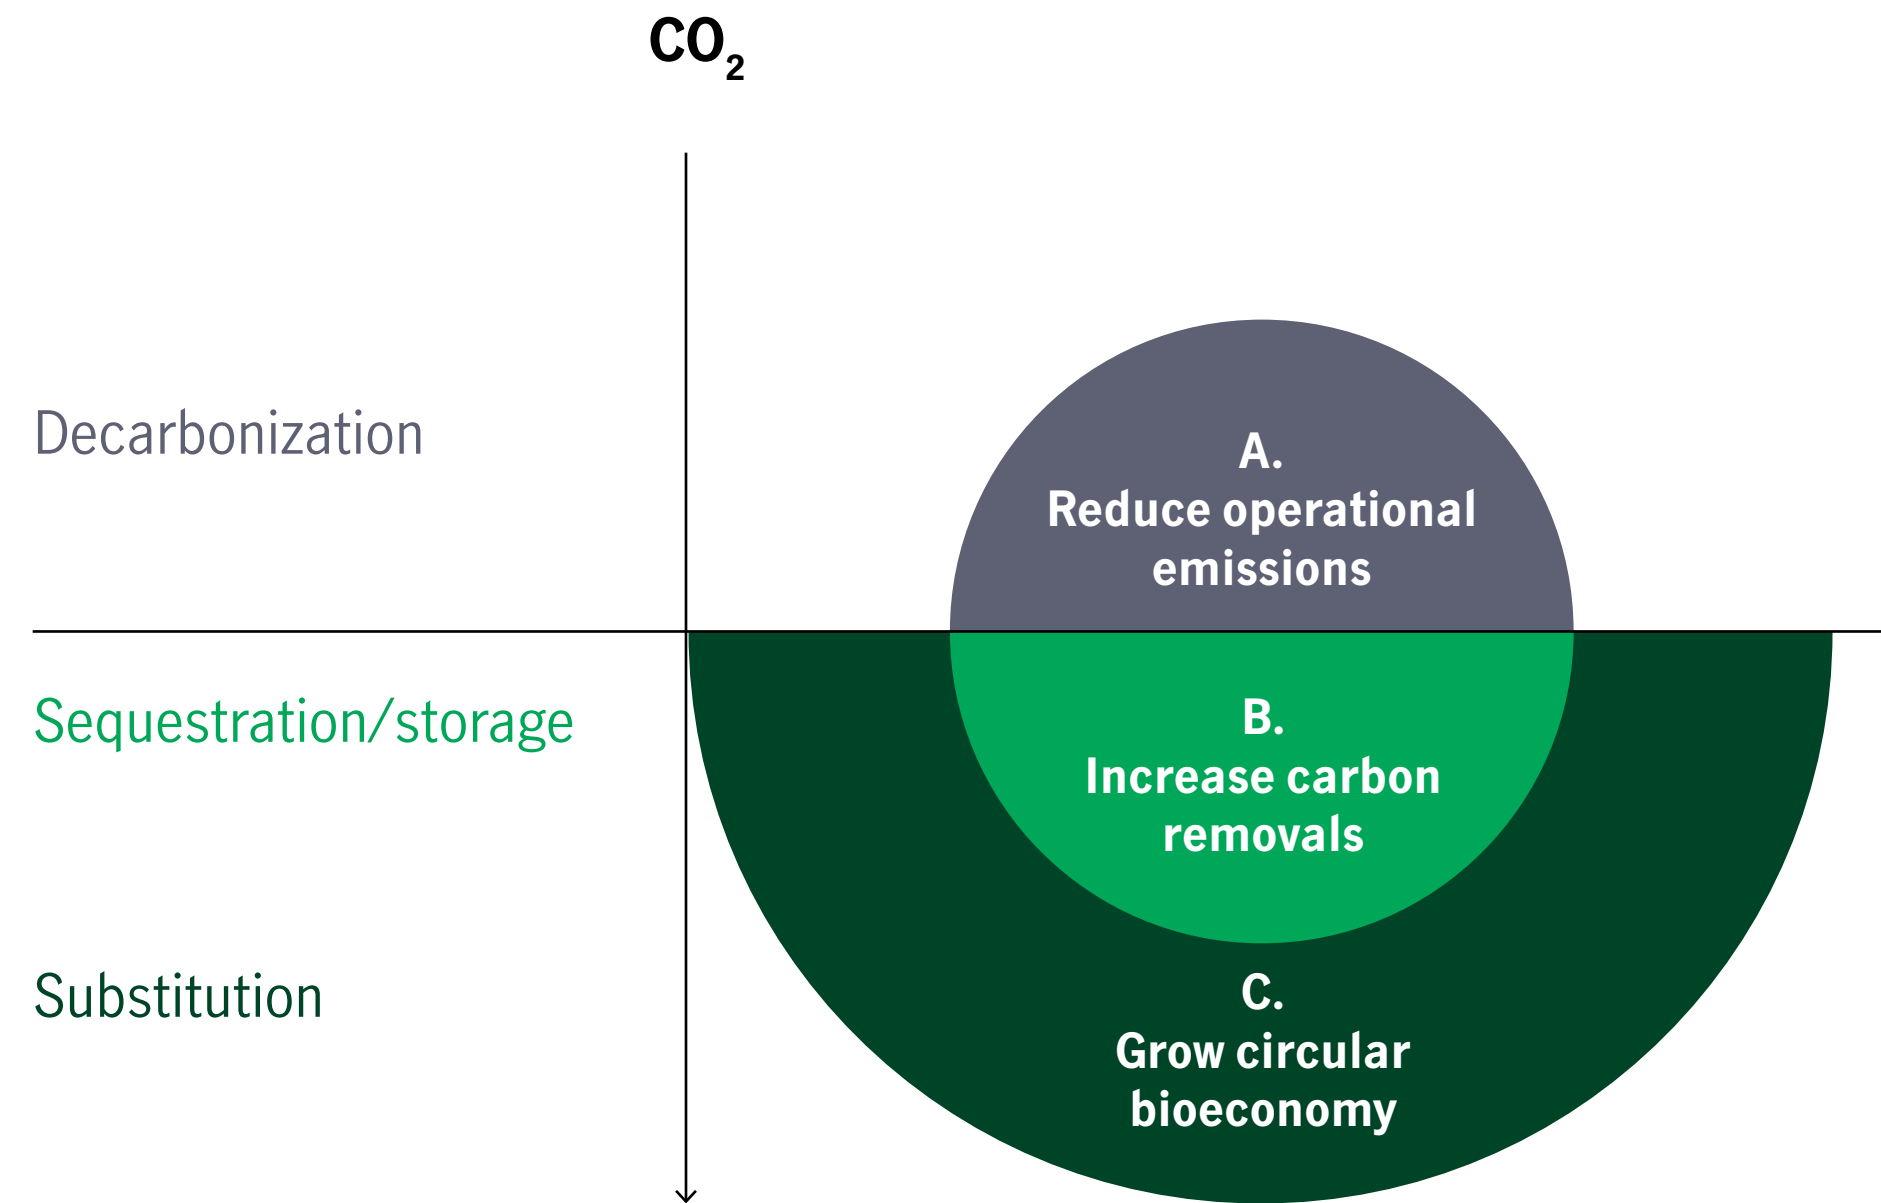 CO₂
Decarbonization
A.
Reduce operational
emissions
Sequestration/storage
B.
Increase carbon
removals
Substitution
C.
Grow circular
bioeconomy